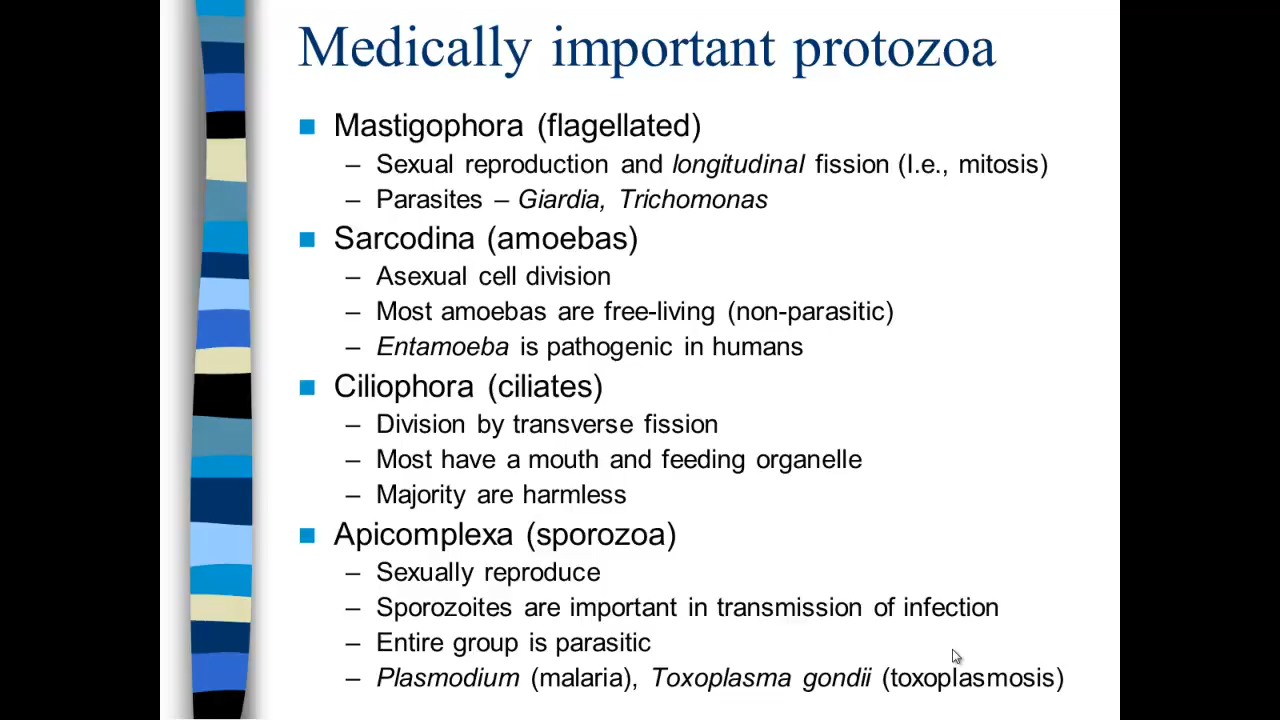 Medically important protozoa
■ Mastigophora (flagellated)
– Sexual reproduction and longitudinal fission (I.e., mitosis)
– Parasites – Giardia, Trichomonas
■ Sarcodina (amoebas)
– Asexual cell division
– Most amoebas are free-living (non-parasitic)
– Entamoeba is pathogenic in humans
■ Ciliophora (ciliates)
– Division by transverse fission
– Most have a mouth and feeding organelle
– Majority are harmless
■ Apicomplexa (sporozoa)
– Sexually reproduce
– Sporozoites are important in transmission of infection
– Entire group is parasitic
– Plasmodium (malaria), Toxoplasma gondii (toxoplasmosis)